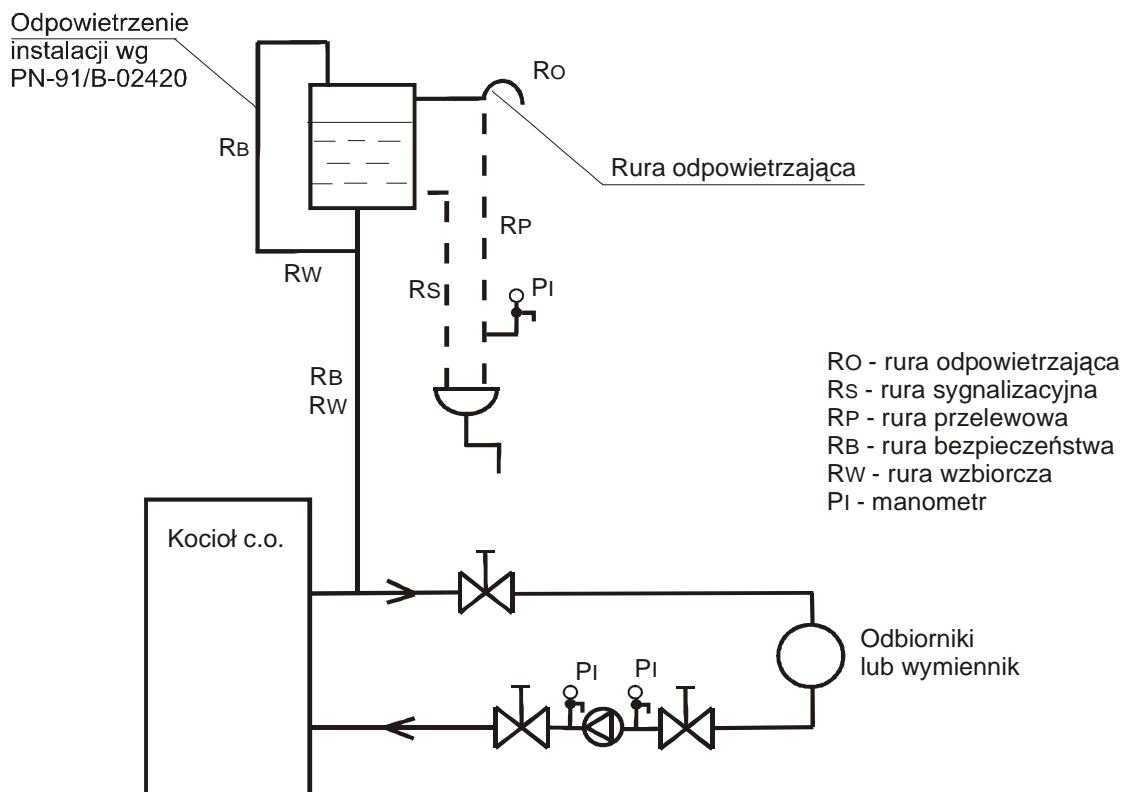 Odpowietrzenie
instalacji wg
PN-91/B-02420
RO
RB
Rura odpowietrzająca
RP
RW
RS
PI
RB
RW
RO - rura odpowietrzająca
RS - rura sygnalizacyjna
RP - rura przelewowa
RB - rura bezpieczeństwa
RW - rura wzbiorcza
PI - manometr
Kocioł c.o.
Odbiorniki
lub wymiennik
PI
PI